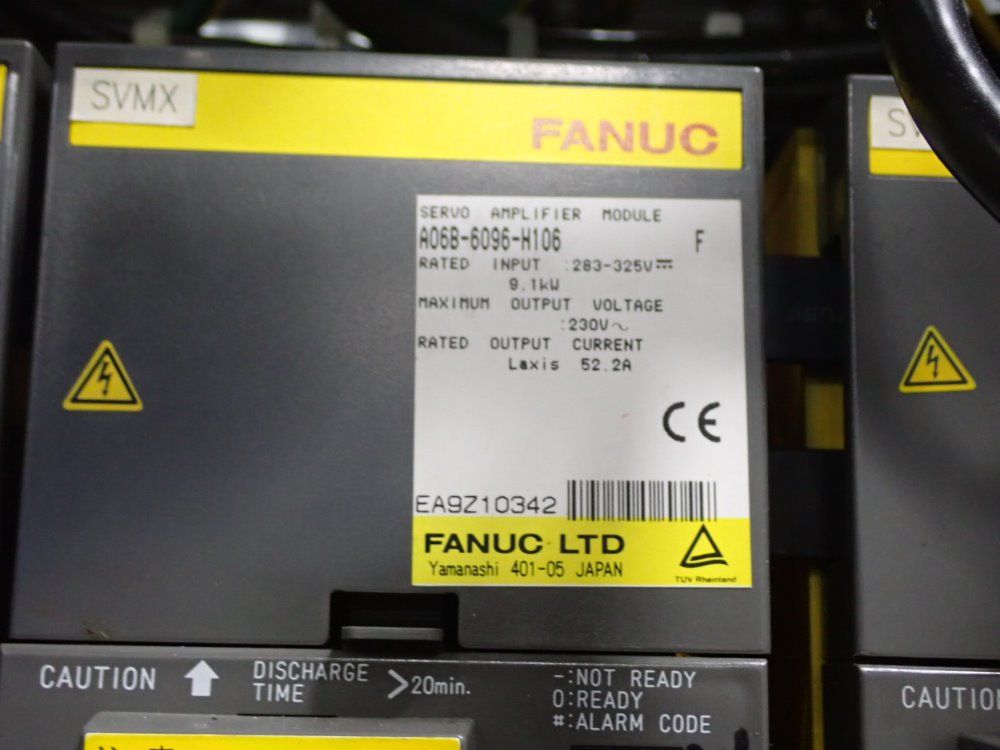 SVMX
FANUC
SERVO AMPLIFIER MODULE
A06B-6096-H106 F
RATED INPUT :283-325V⎓
9.1kW
MAXIMUM OUTPUT VOLTAGE
:230V～
RATED OUTPUT CURRENT
Laxis 52.2A
CE
EA9Z10342
FANUC LTD
Yamanashi 401-05 JAPAN
TUV Rheinland
CAUTION
DISCHARGE
TIME
>20min.
-:NOT READY
0:READY
#:ALARM CODE